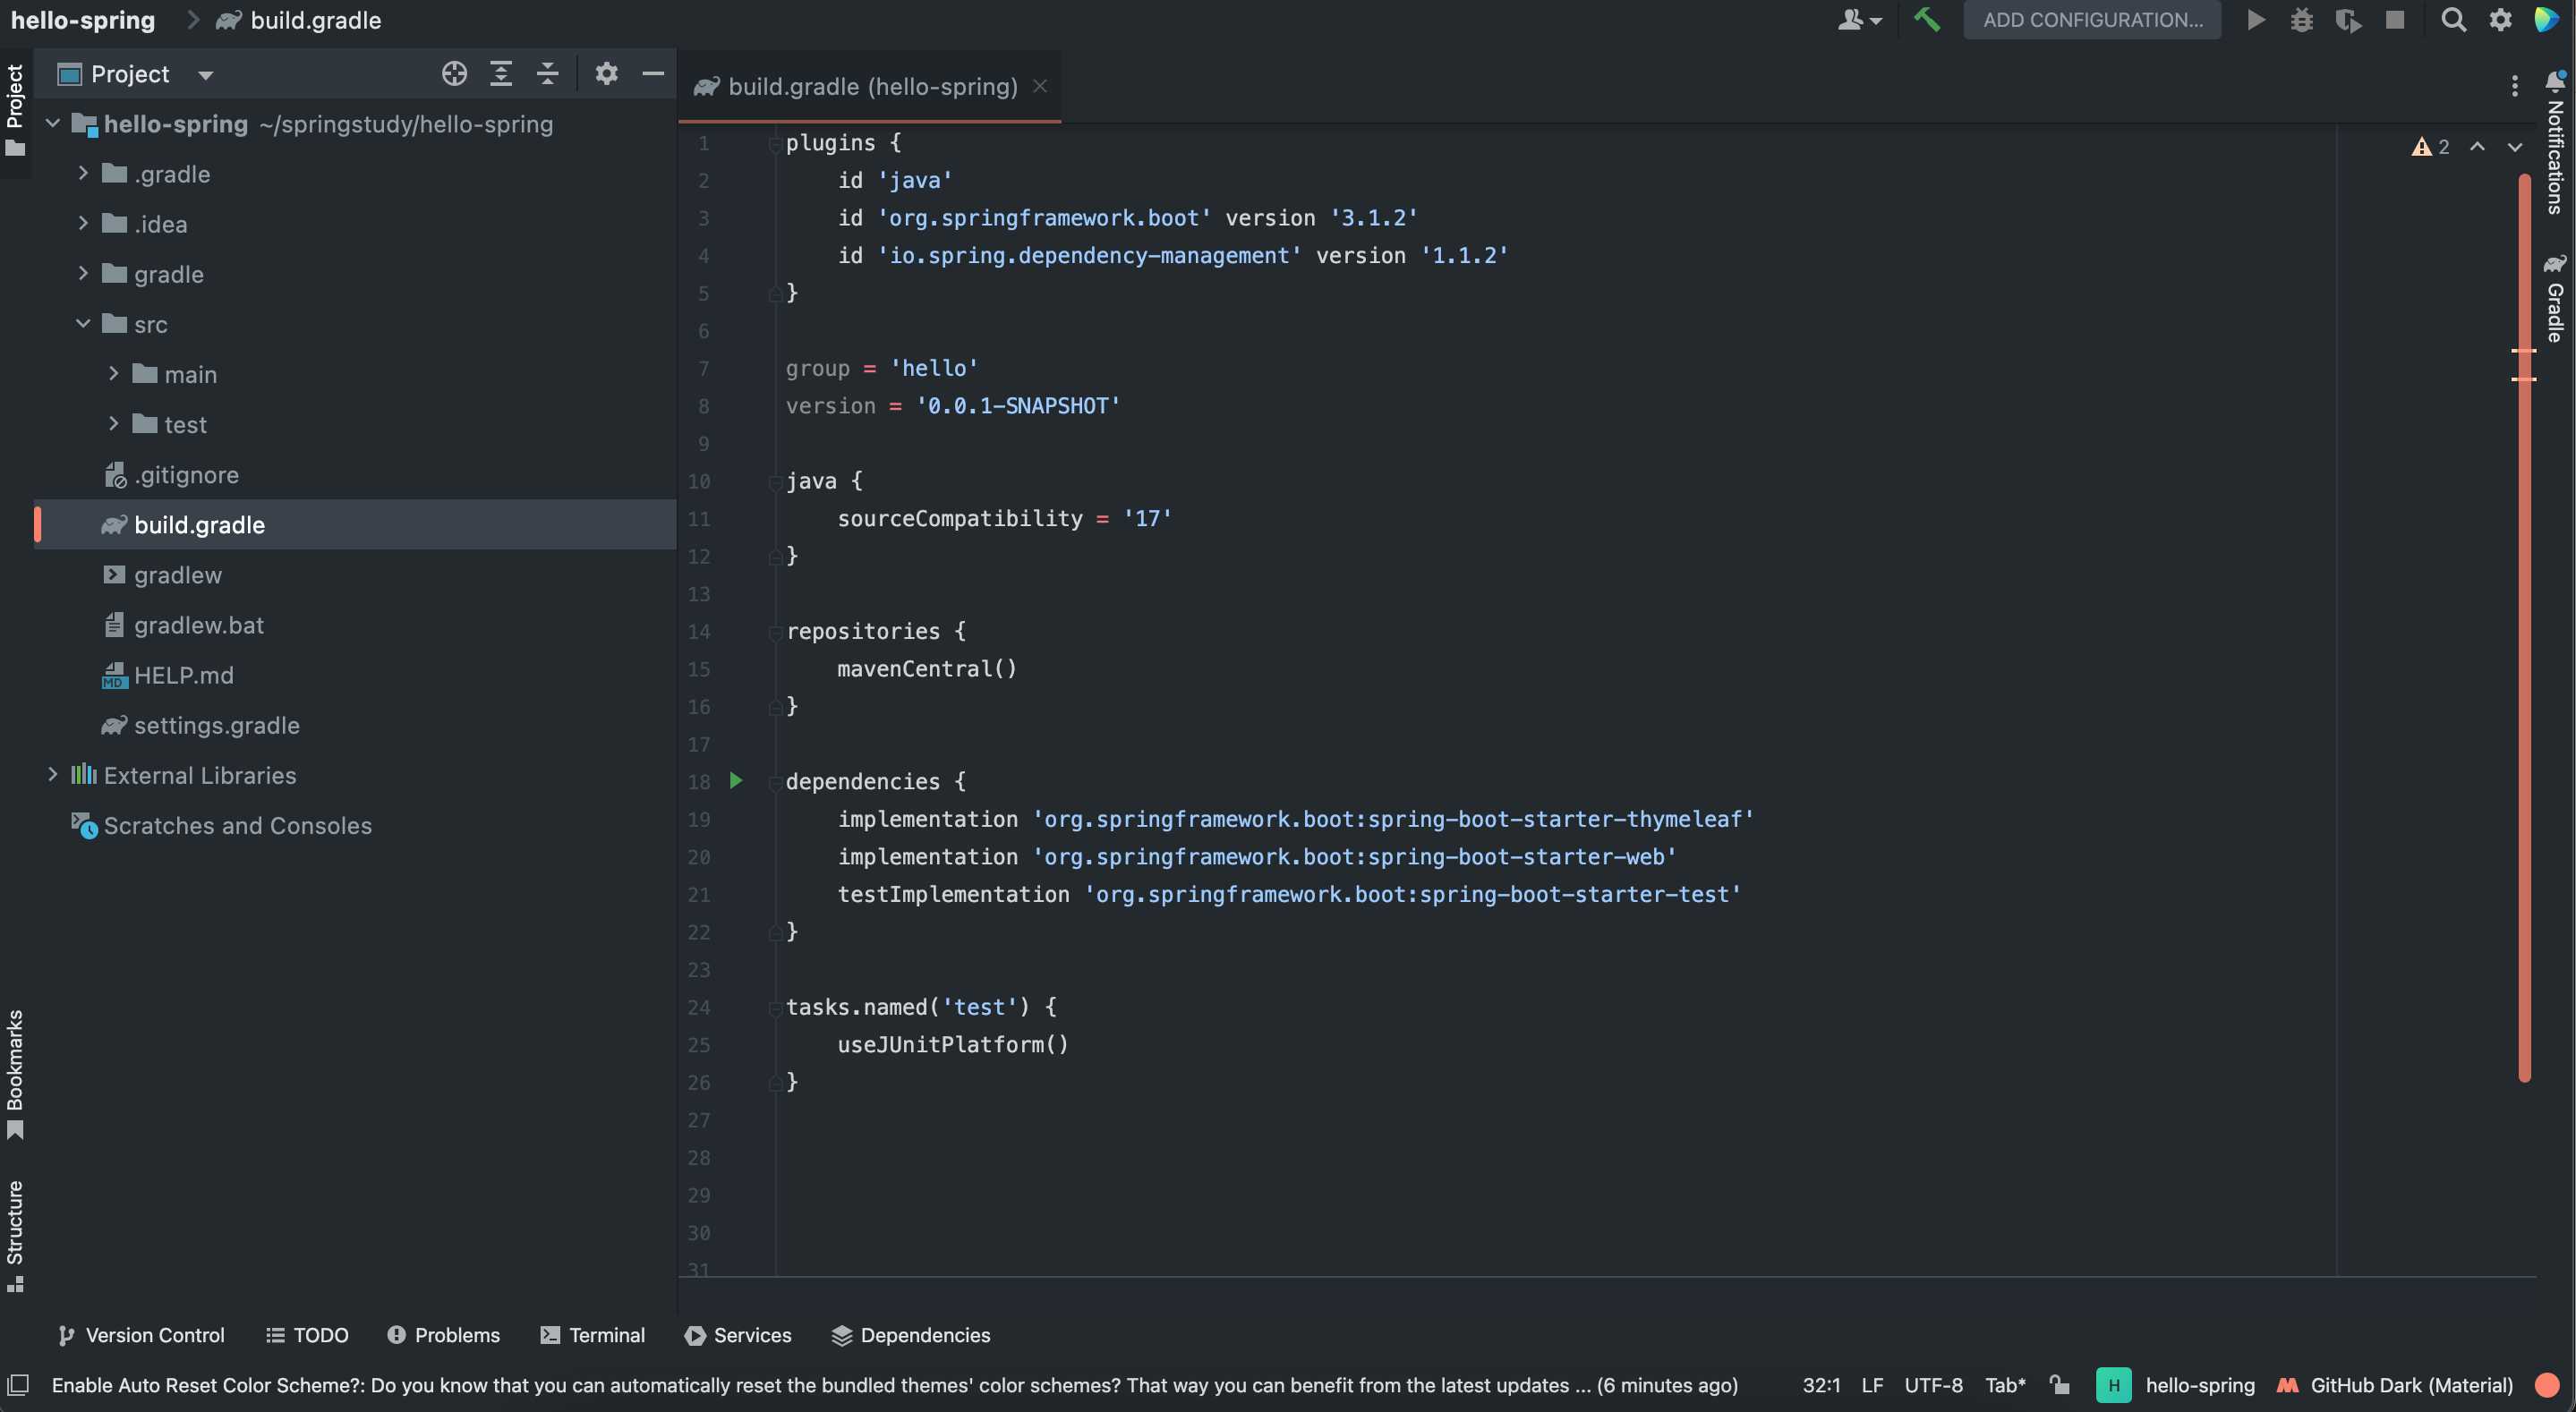 hello-spring
build.gradle
ADD CONFIGURATION...
Project
Project
build.gradle (hello-spring)
Notifications
Gradle
2
hello-spring ~/springstudy/hello-spring
.gradle
.idea
gradle
src
main
test
.gitignore
build.gradle
gradlew
gradlew.bat
MD HELP.md
settings.gradle
External Libraries
Scratches and Consoles
Bookmarks
Structure
1 plugins {
2 id 'java'
3 id 'org.springframework.boot' version '3.1.2'
4 id 'io.spring.dependency-management' version '1.1.2'
5 }
6
7 group = 'hello'
8 version = '0.0.1-SNAPSHOT'
9
10 java {
11 sourceCompatibility = '17'
12 }
13
14 repositories {
15 mavenCentral()
16 }
17
18 dependencies {
19 implementation 'org.springframework.boot:spring-boot-starter-thymeleaf'
20 implementation 'org.springframework.boot:spring-boot-starter-web'
21 testImplementation 'org.springframework.boot:spring-boot-starter-test'
22 }
23
24 tasks.named('test') {
25 useJUnitPlatform()
26 }
27
28
29
30
31
Version Control TODO Problems Terminal Services Dependencies
Enable Auto Reset Color Scheme?: Do you know that you can automatically reset the bundled themes' color schemes? That way you can benefit from the latest updates ... (6 minutes ago) 32:1 LF UTF-8 Tab* H hello-spring GitHub Dark (Material)